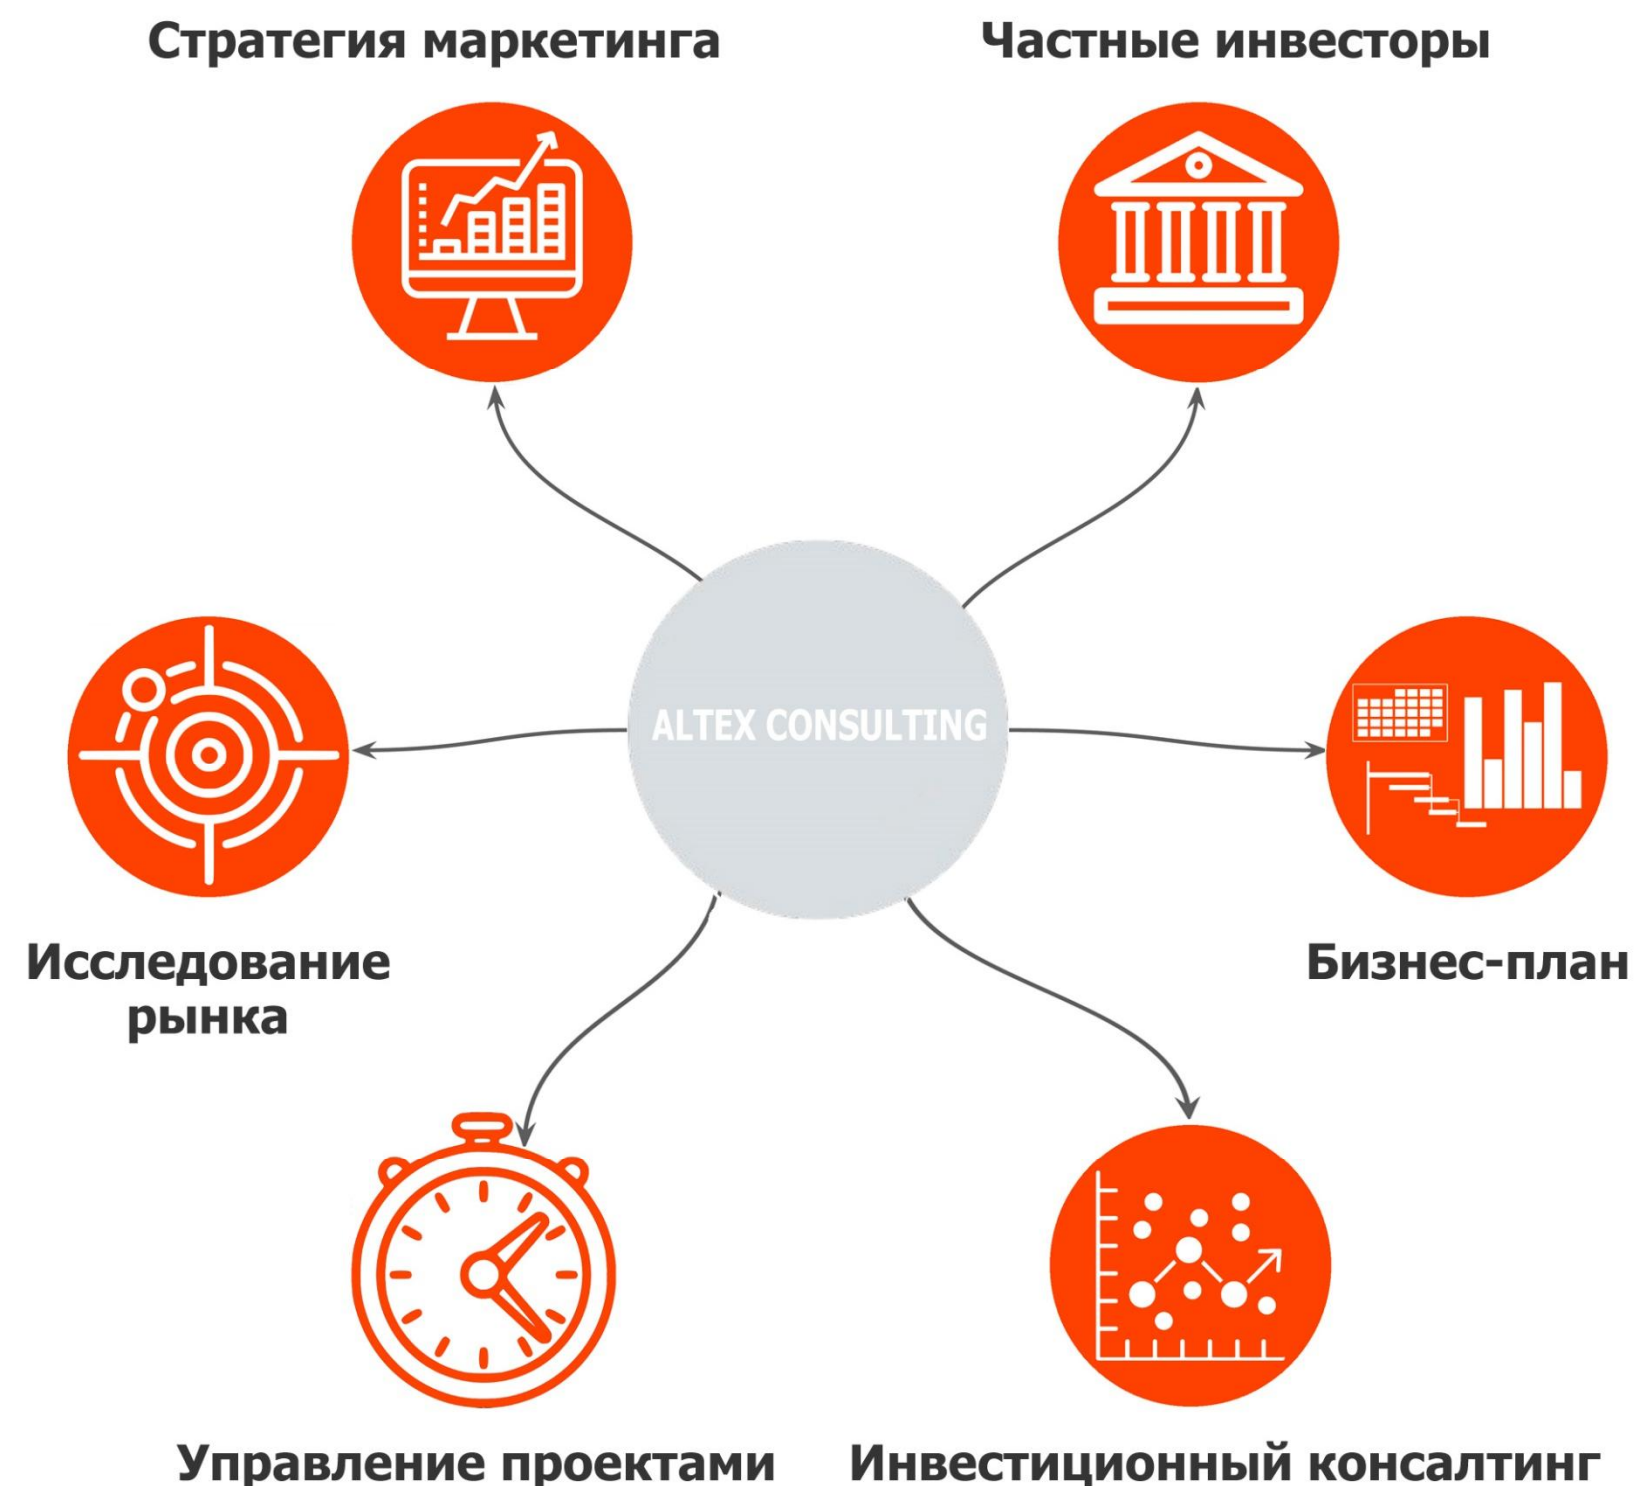 Стратегия маркетинга
Частные инвесторы
ALTEX CONSULTING
Исследование
рынка
Бизнес-план
Управление проектами
Инвестиционный консалтинг